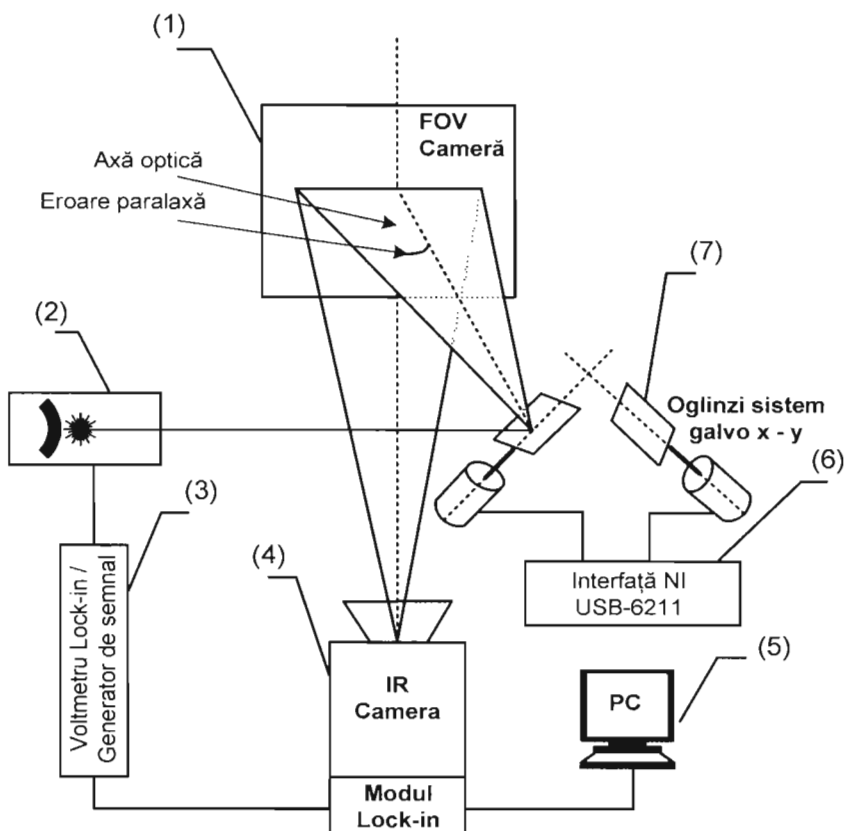 (1)
FOV
Cameră
Axă optică
Eroare paralaxă
(7)
(2)
Oglinzi sistem
galvo x - y
(3)
(6)
(4)
Interfață NI
USB-6211
Voltmetru Lock-in /
Generator de semnal
(5)
IR
Camera
PC
Modul
Lock-in